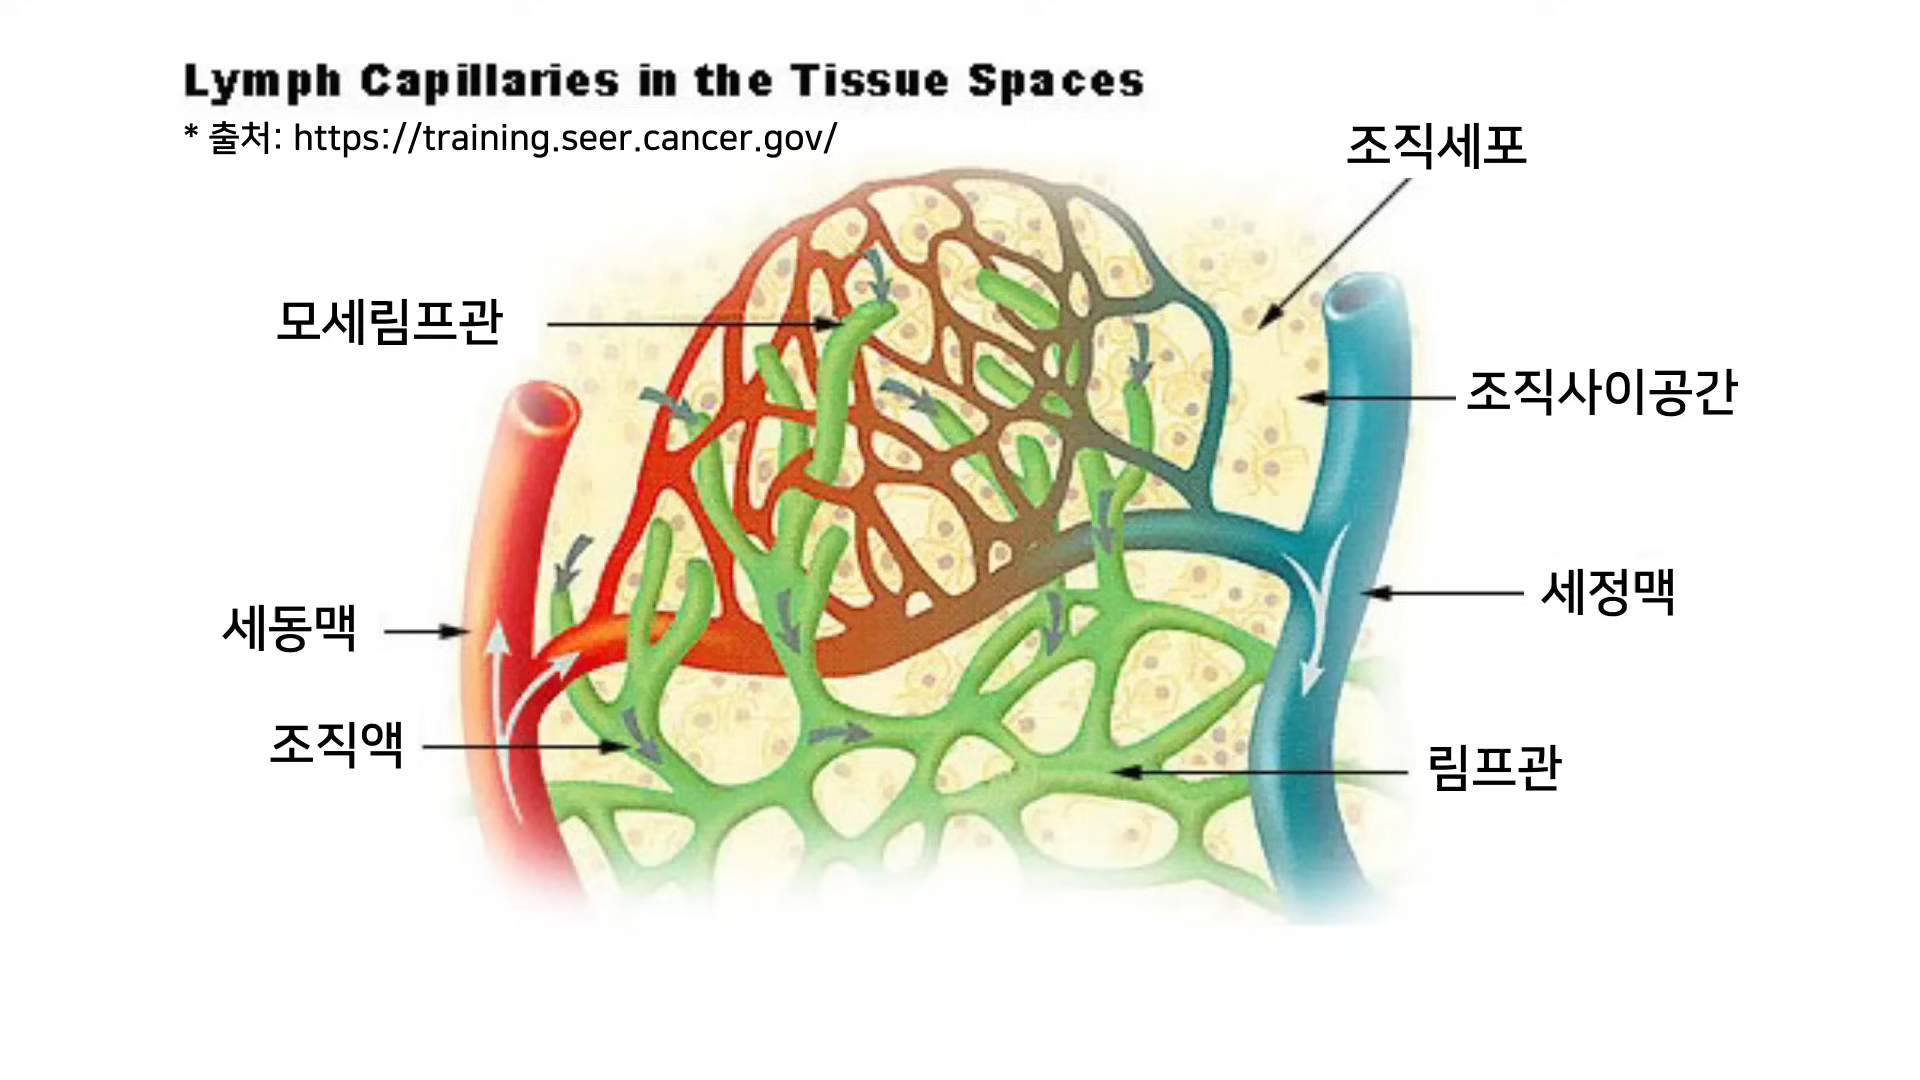 Lymph Capillaries in the Tissue Spaces
* 출처: https://training.seer.cancer.gov/
조직세포
모세림프관
조직사이공간
세정맥
세동맥
조직액
림프관